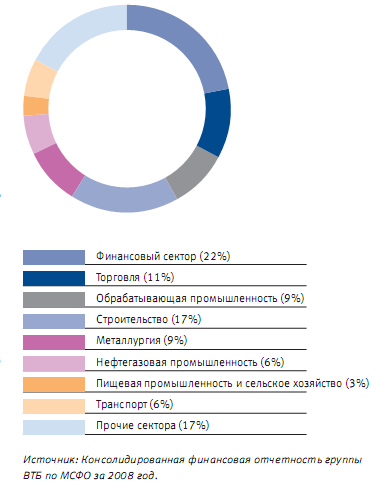 Финансовый сектор (22%)
Торговля (11%)
Обрабатывающая промышленность (9%)
Строительство (17%)
Металлургия (9%)
Нефтегазовая промышленность (6%)
Пищевая промышленность и сельское хозяйство (3%)
Транспорт (6%)
Прочие сектора (17%)
Источник: Консолидированная финансовая отчетность группы
ВТБ по МСФО за 2008 год.